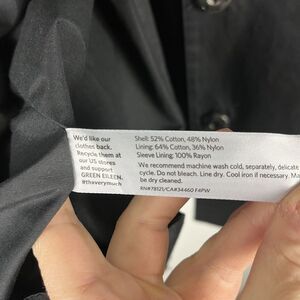 We'd like our
clothes back.
Recycle them at
our US stores
and support
GREEN EILEEN.
#theverymuch
Shell: 52% Cotton, 48% Nylon
Lining: 64% Cotton, 36% Nylon
Sleeve Lining: 100% Rayon
We recommend machine wash cold, separately, delicate
cycle. Do not bleach. Line dry. Cool iron if necessary. Ma
be dry cleaned.
RN#78121/CA#34460 F4PW